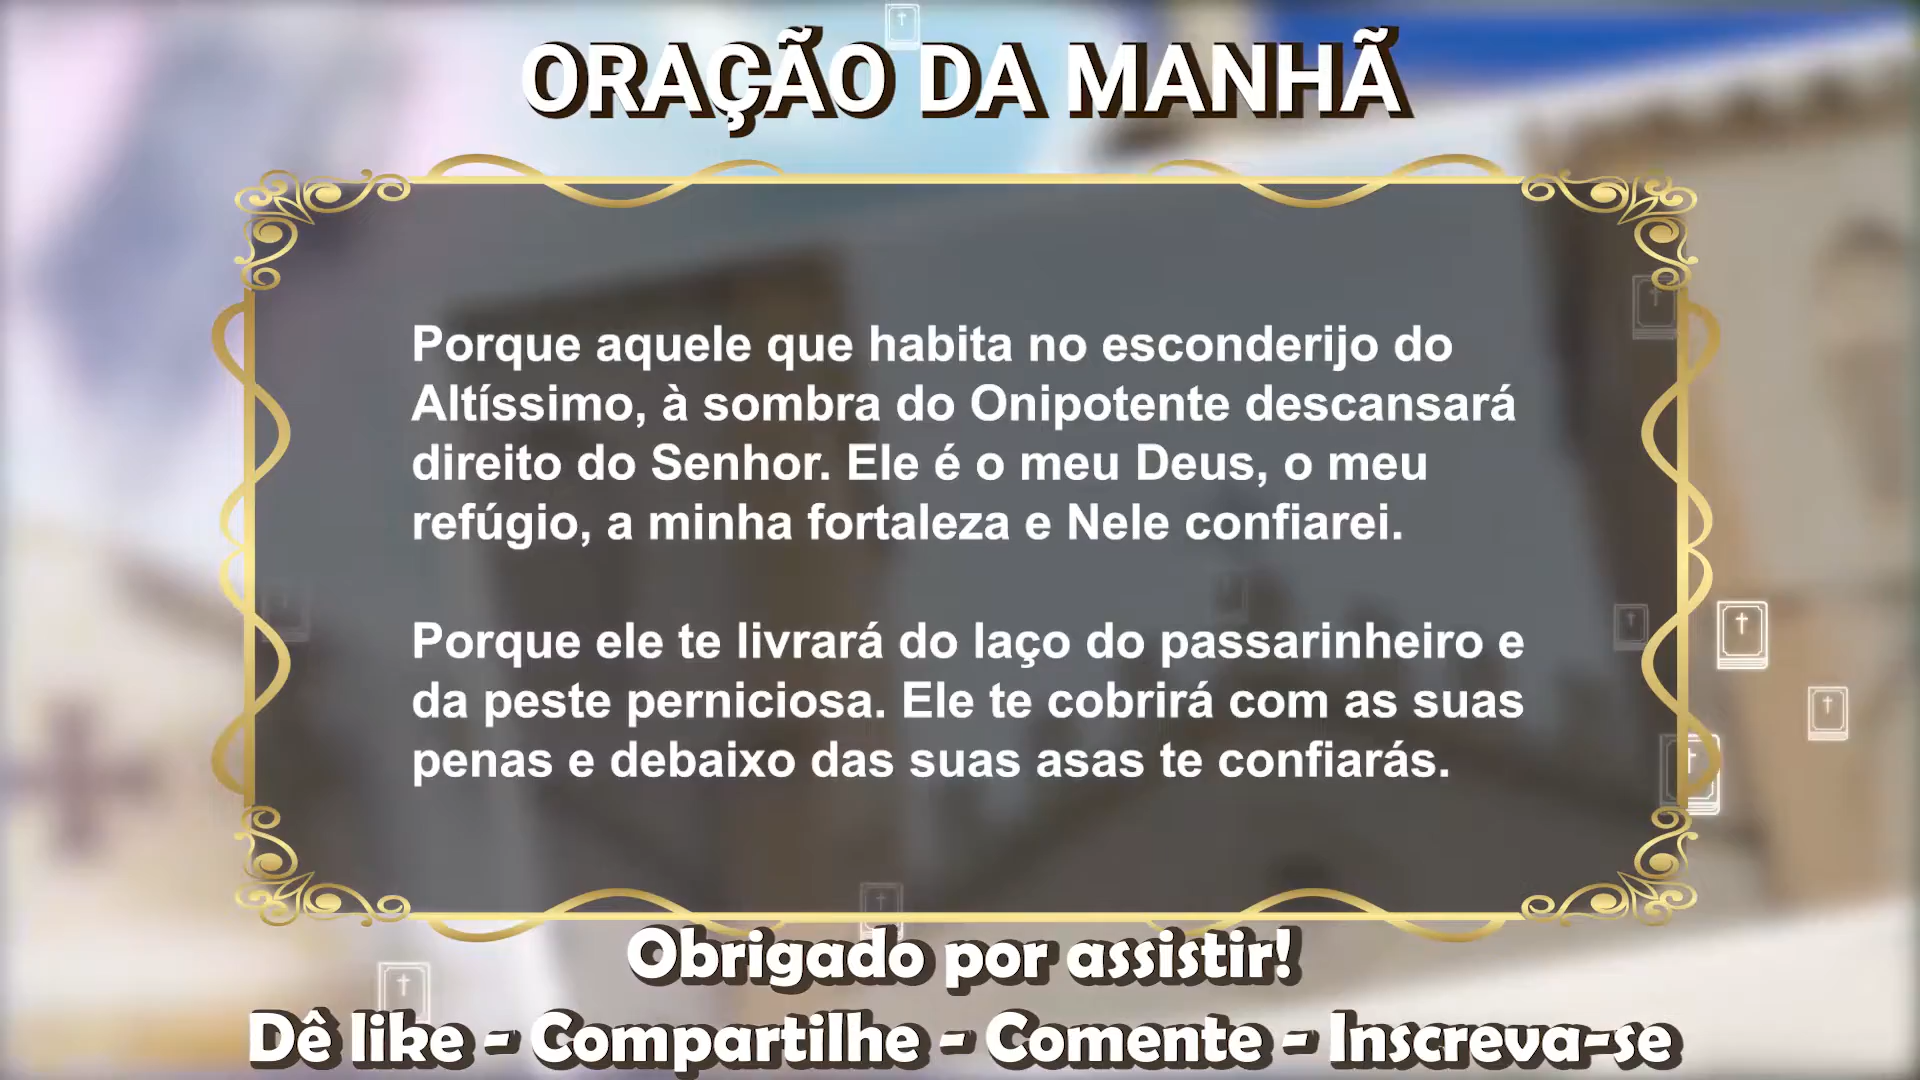 ORAÇÃO DA MANHÃ
Porque aquele que habita no esconderijo do
Altíssimo, à sombra do Onipotente descansará
direito do Senhor. Ele é o meu Deus, o meu
refúgio, a minha fortaleza e Nele confiarei.
Porque ele te livrará do laço do passarinheiro e
da peste perniciosa. Ele te cobrirá com as suas
penas e debaixo das suas asas te confiarás.
Obrigado por assistir!
Dê like - Compartilhe - Comente - Inscreva-se